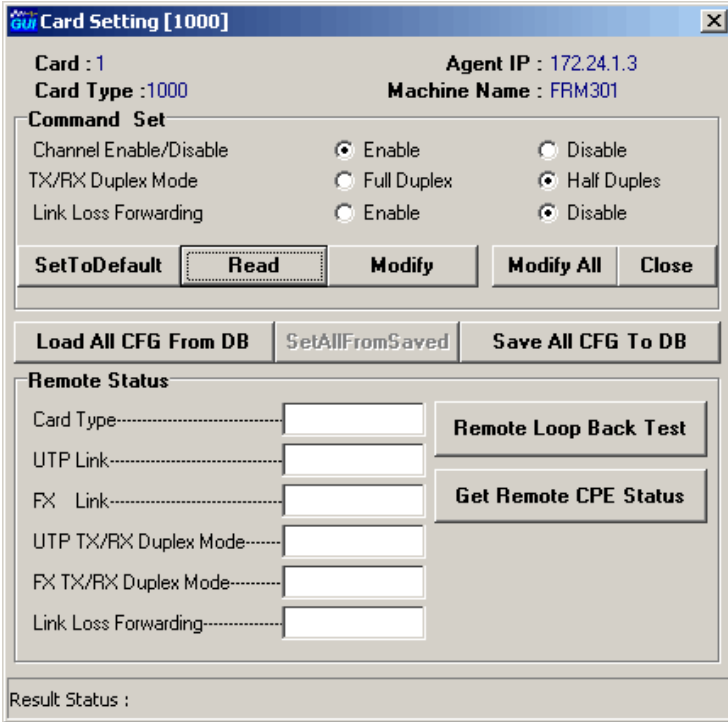 GUI Card Setting [1000]
Card : 1 Agent IP : 172.24.1.3
Card Type :1000 Machine Name : FRM301
Command Set
Channel Enable/Disable Enable Disable
TX/RX Duplex Mode Full Duplex Half Duples
Link Loss Forwarding Enable Disable
SetToDefault Read Modify Modify All Close
Load All CFG From DB SetAllFromSaved Save All CFG To DB
Remote Status
Card Type
Remote Loop Back Test
UTP Link
FX Link
Get Remote CPE Status
UTP TX/RX Duplex Mode
FX TX/RX Duplex Mode
Link Loss Forwarding
Result Status :